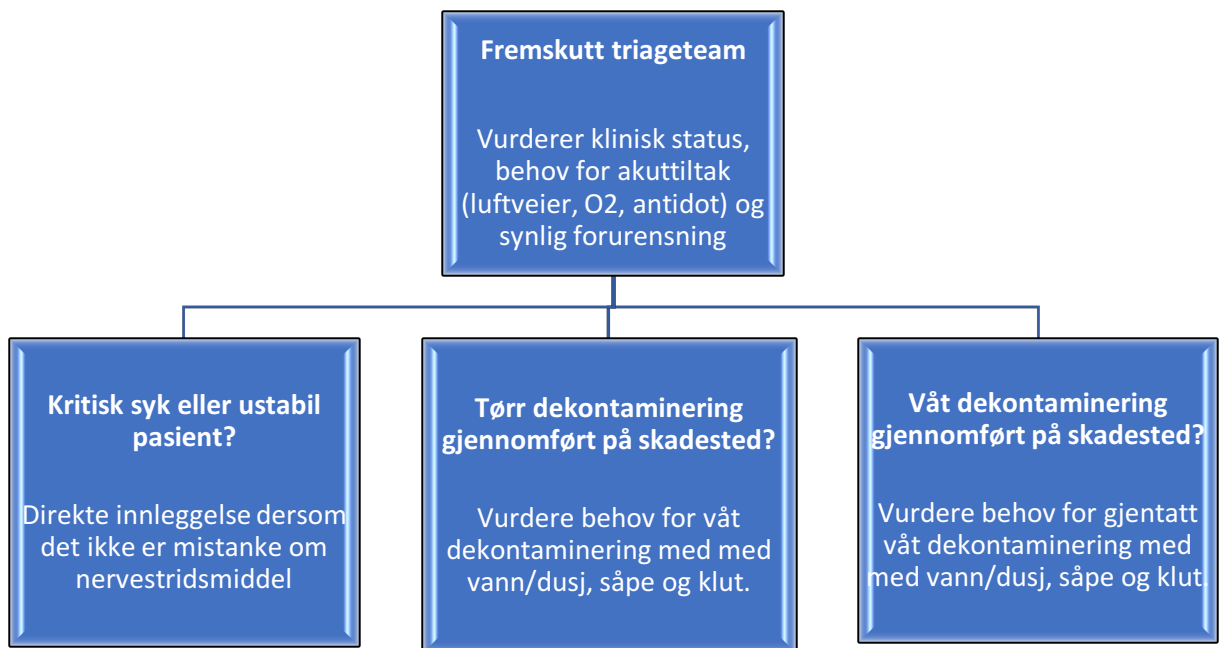 Fremskutt triageteam
Vurderer klinisk status,
behov for akuttiltak
(luftveier, O2, antidot) og
synlig forurensning
Kritisk syk eller ustabil
pasient?
Direkte innleggelse dersom
det ikke er mistanke om
nervestridsmiddel
Tørr dekontaminering
gjennomført på skadested?
Vurdere behov for våt
dekontaminering med med
vann/dusj, såpe og klut.
Våt dekontaminering
gjennomført på skadested?
Vurdere behov for gjentatt
våt dekontaminering med
med vann/dusj, såpe og klut.